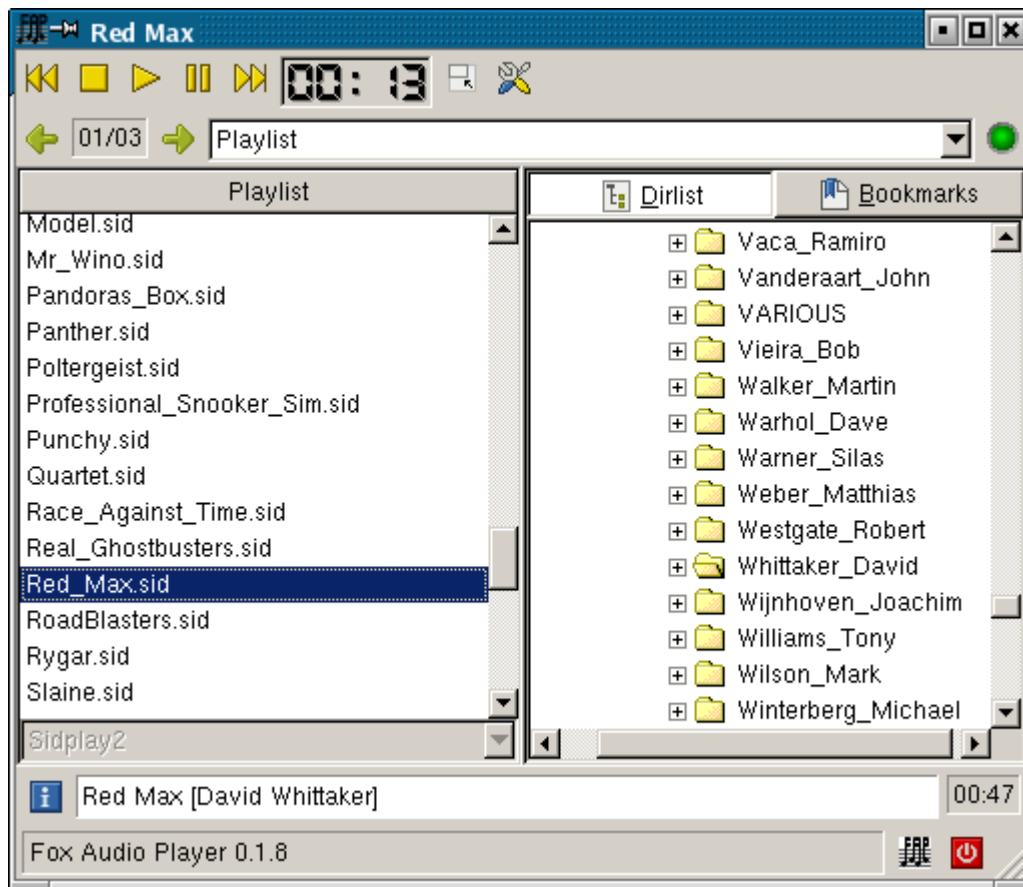 Red Max
00:13
01/03 Playlist
Playlist
Model.sid
Mr_Wino.sid
Pandoras_Box.sid
Panther.sid
Poltergeist.sid
Professional_Snooker_Sim.sid
Punchy.sid
Quartet.sid
Race_Against_Time.sid
Real_Ghostbusters.sid
Red_Max.sid
RoadBlasters.sid
Rygar.sid
Slaine.sid
Sidplay2
Dirlist Bookmarks
Vaca_Ramiro
Vanderaart_John
VARIOUS
Vieira_Bob
Walker_Martin
Warhol_Dave
Warner_Silas
Weber_Matthias
Westgate_Robert
Whittaker_David
Wijnhoven_Joachim
Williams_Tony
Wilson_Mark
Winterberg_Michael
Red Max [David Whittaker] 00:47
Fox Audio Player 0.1.8